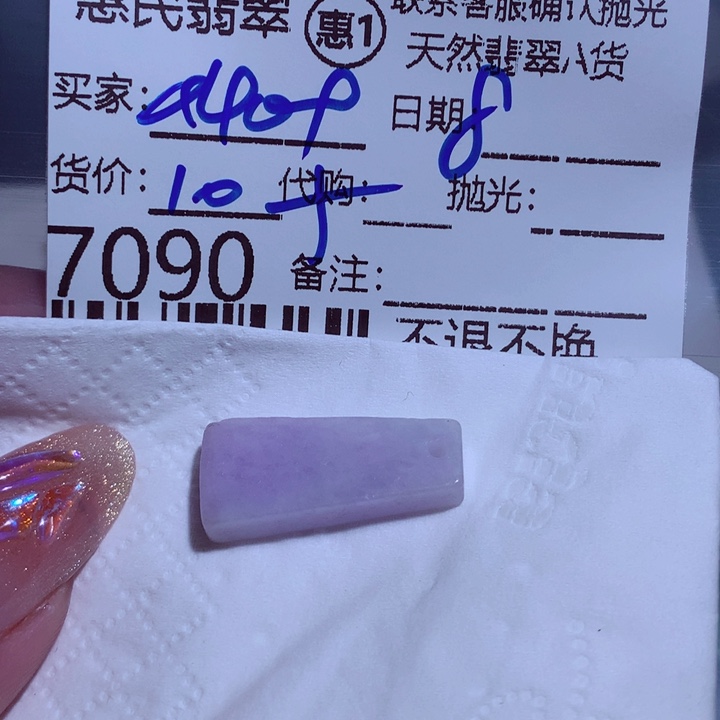 惠民翡翠 惠1 联系客服确认抛光
天然翡翠A货
买家: 日期 8
货价: 10 代购: 抛光:
7090 备注:
不退不换